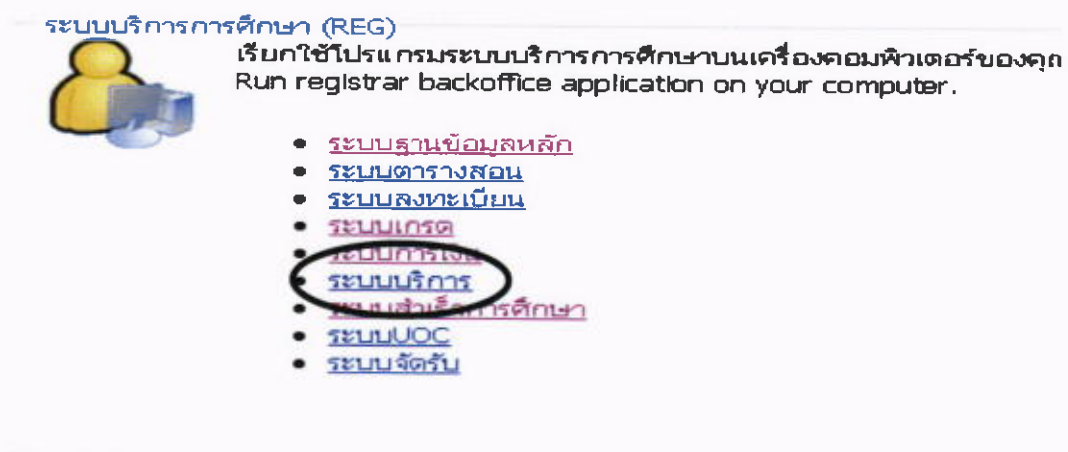 ระบบบริการการศึกษา (REG)
เรียกใช้โปรแกรมระบบบริการการศึกษาบนเครื่องคอมพิวเตอร์ของคุณ
Run registrar backoffice application on your computer.
ระบบฐานข้อมูลหลัก
ระบบตารางสอน
ระบบลงทะเบียน
ระบบเกรด
ระบบการเงิน
ระบบบริการ
ระบบสำเร็จการศึกษา
ระบบUOC
ระบบจัดรับ